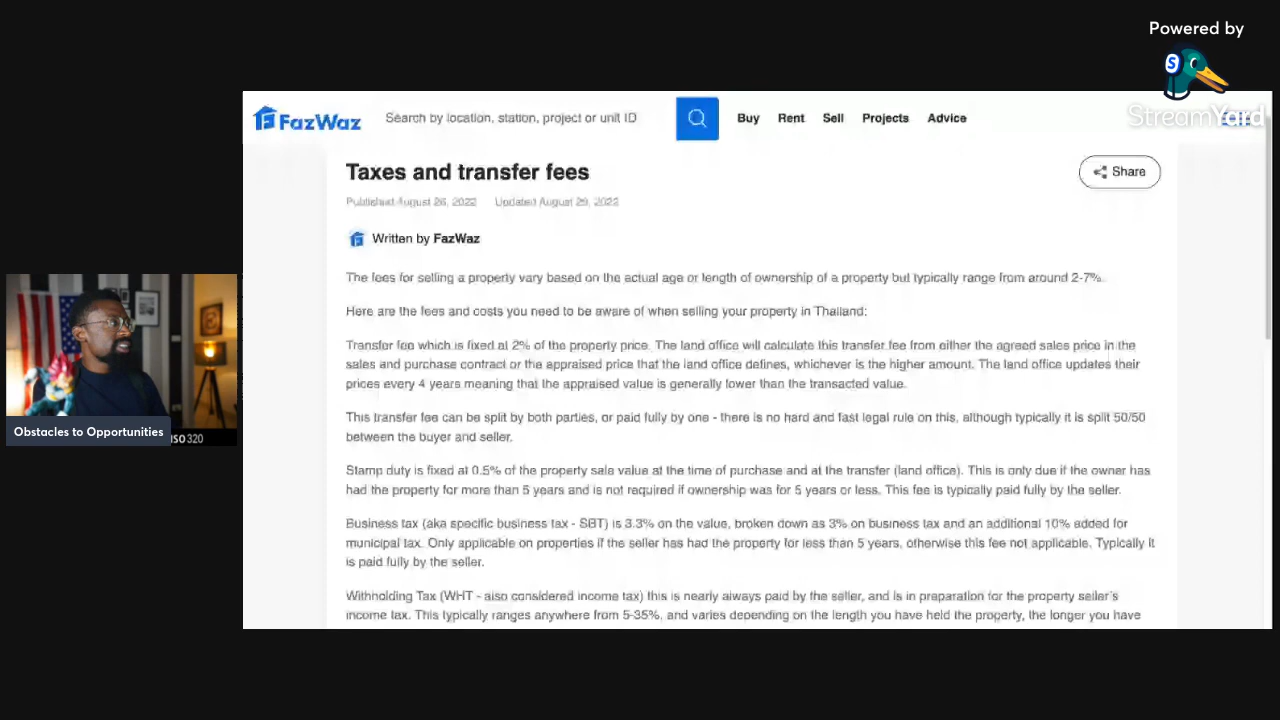 Powered by
S
StreamYard
FazWaz
Search by location, station, project or unit ID
Buy
Rent
Sell
Projects
Advice
Taxes and transfer fees
Share
Published August 26, 2022
Updated August 29, 2022
Written by FazWaz
The fees for selling a property vary based on the actual age or length of ownership of a property but typically range from around 2-7%.
Here are the fees and costs you need to be aware of when selling your property in Thailand:
Transfer fee which is fixed at 2% of the property price. The land office will calculate this transfer fee from either the agreed sales price in the
sales and purchase contract or the appraised price that the land office defines, whichever is the higher amount. The land office updates their
prices every 4 years meaning that the appraised value is generally lower than the transacted value.
This transfer fee can be split by both parties, or paid fully by one - there is no hard and fast legal rule on this, although typically it is split 50/50
between the buyer and seller.
Stamp duty is fixed at 0.5% of the property sale value at the time of purchase and at the transfer (land office). This is only due if the owner has
had the property for more than 5 years and is not required if ownership was for 5 years or less. This fee is typically paid fully by the seller.
Business tax (aka specific business tax - SBT) is 3.3% on the value, broken down as 3% on business tax and an additional 10% added for
municipal tax. Only applicable on properties if the seller has had the property for less than 5 years, otherwise this fee not applicable. Typically it
is paid fully by the seller.
Withholding Tax (WHT - also considered income tax) this is nearly always paid by the seller, and is in preparation for the property seller's
income tax. This typically ranges anywhere from 5-35%, and varies depending on the length you have held the property, the longer you have
Obstacles to Opportunities
ISO 320